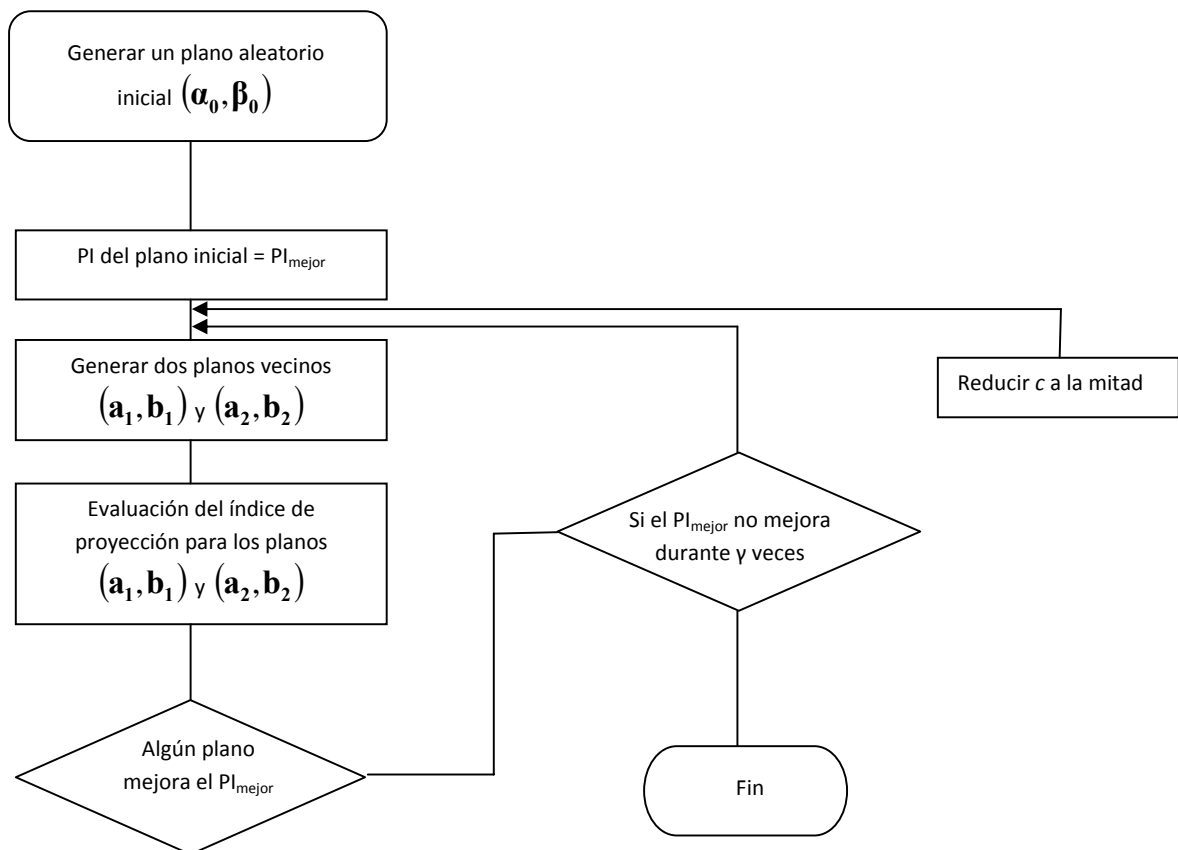 Generar un plano aleatorio
inicial (α₀, β₀)
PI del plano inicial = PI_mejor
Generar dos planos vecinos
(a₁, b₁) y (a₂, b₂)
Reducir c a la mitad
Evaluación del índice de
proyección para los planos
(a₁, b₁) y (a₂, b₂)
Si el PI_mejor no mejora
durante γ veces
Algún plano
mejora el PI_mejor
Fin